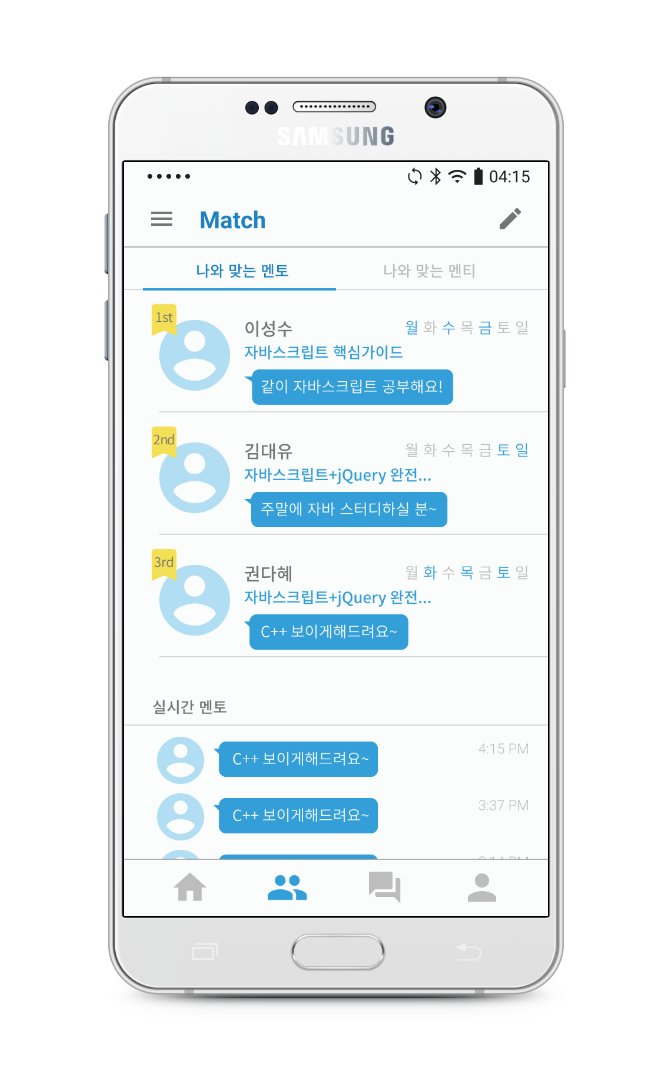 SAMSUNG
04:15
Match
나와 맞는 멘토 나와 맞는 멘티
1st
이성수 월 화 수 목 금 토 일
자바스크립트 핵심가이드
같이 자바스크립트 공부해요!
2nd
김대유 월 화 수 목 금 토 일
자바스크립트+jQuery 완전...
주말에 자바 스터디하실 분~
3rd
권다혜 월 화 수 목 금 토 일
자바스크립트+jQuery 완전...
C++ 보이게해드려요~
실시간 멘토
C++ 보이게해드려요~ 4:15 PM
C++ 보이게해드려요~ 3:37 PM